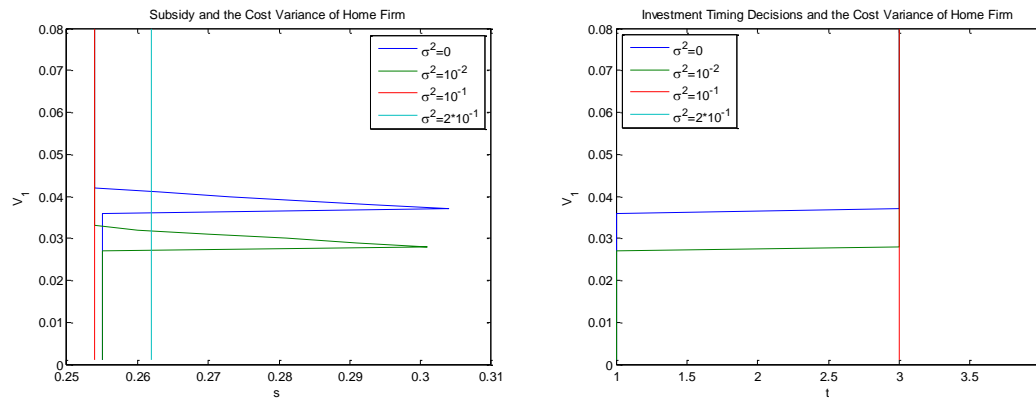 Subsidy and the Cost Variance of Home Firm
0.08
0.07
0.06
0.05
0.04
0.03
0.02
0.01
0
V₁
0.25 0.26 0.27 0.28 0.29 0.3 0.31
s
σ²=0
σ²=10⁻²
σ²=10⁻¹
σ²=2*10⁻¹
Investment Timing Decisions and the Cost Variance of Home Firm
0.08
0.07
0.06
0.05
0.04
0.03
0.02
0.01
0
V₁
1 1.5 2 2.5 3 3.5
t
σ²=0
σ²=10⁻²
σ²=10⁻¹
σ²=2*10⁻¹